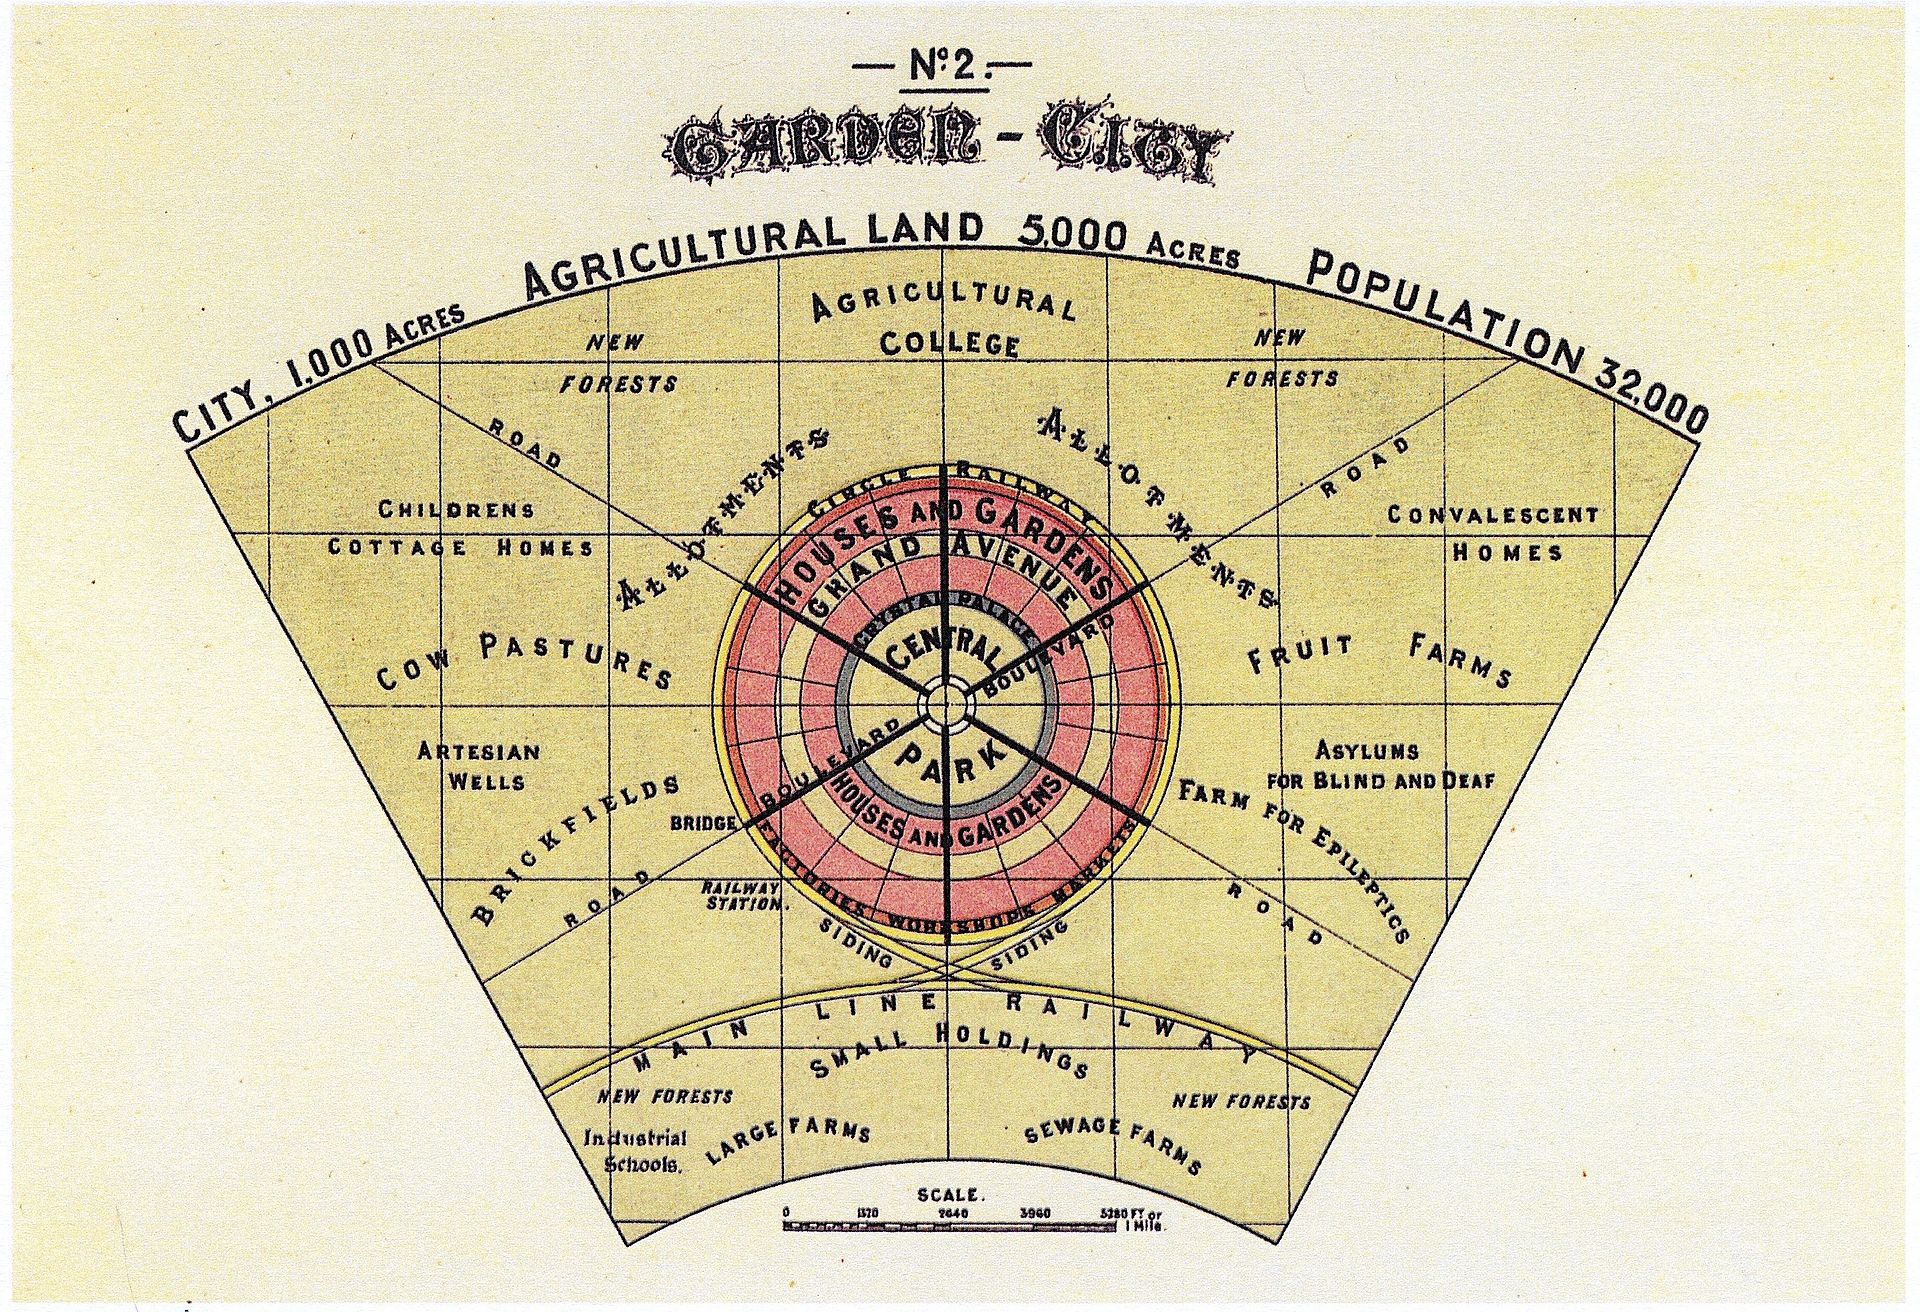 — Nº 2. —
GARDEN - CITY
CITY, 1,000 ACRES AGRICULTURAL LAND 5,000 ACRES POPULATION 32,000
AGRICULTURAL
COLLEGE
NEW
FORESTS
NEW
FORESTS
ROAD
ROAD
ALLOTMENTS
ALLOTMENTS
CHILDRENS
COTTAGE HOMES
CONVALESCENT
HOMES
CIRCLE RAILWAY
HOUSES AND GARDENS
GRAND AVENUE
CRYSTAL PALACE
CENTRAL
PARK
BOULEVARD
BOULEVARD
HOUSES AND GARDENS
FACTORIES WORKSHOPS MARKETS
COW PASTURES
FRUIT FARMS
ARTESIAN
WELLS
ASYLUMS
FOR BLIND AND DEAF
BRICKFIELDS
FARM FOR EPILEPTICS
BRIDGE
ROAD
ROAD
RAILWAY
STATION.
SIDING
SIDING
MAIN LINE RAILWAY
SMALL HOLDINGS
NEW FORESTS
NEW FORESTS
Industrial
Schools.
LARGE FARMS
SEWAGE FARMS
SCALE.
0 1320 2640 3960 5280 FT or
1 Mile.